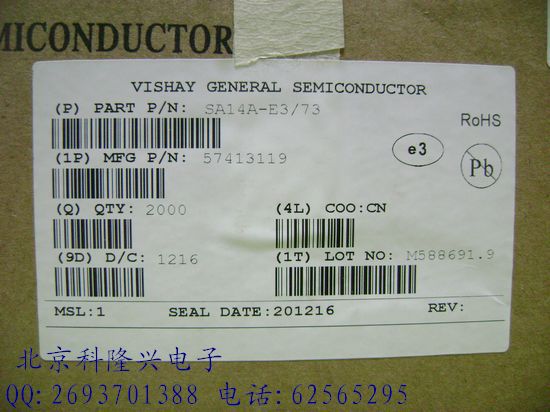 MICONDUCTOR
VISHAY GENERAL SEMICONDUCTOR
(P) PART P/N: SA14A-E3/73
RoHS
(1P) MFG P/N: 57413119
e3
Pb
(Q) QTY: 2000
(4L) COO:CN
(9D) D/C: 1216
(1T) LOT NO: M588691.9
MSL:1 SEAL DATE:201216 REV:
北京科隆兴电子
QQ:2693701388 电话:62565295